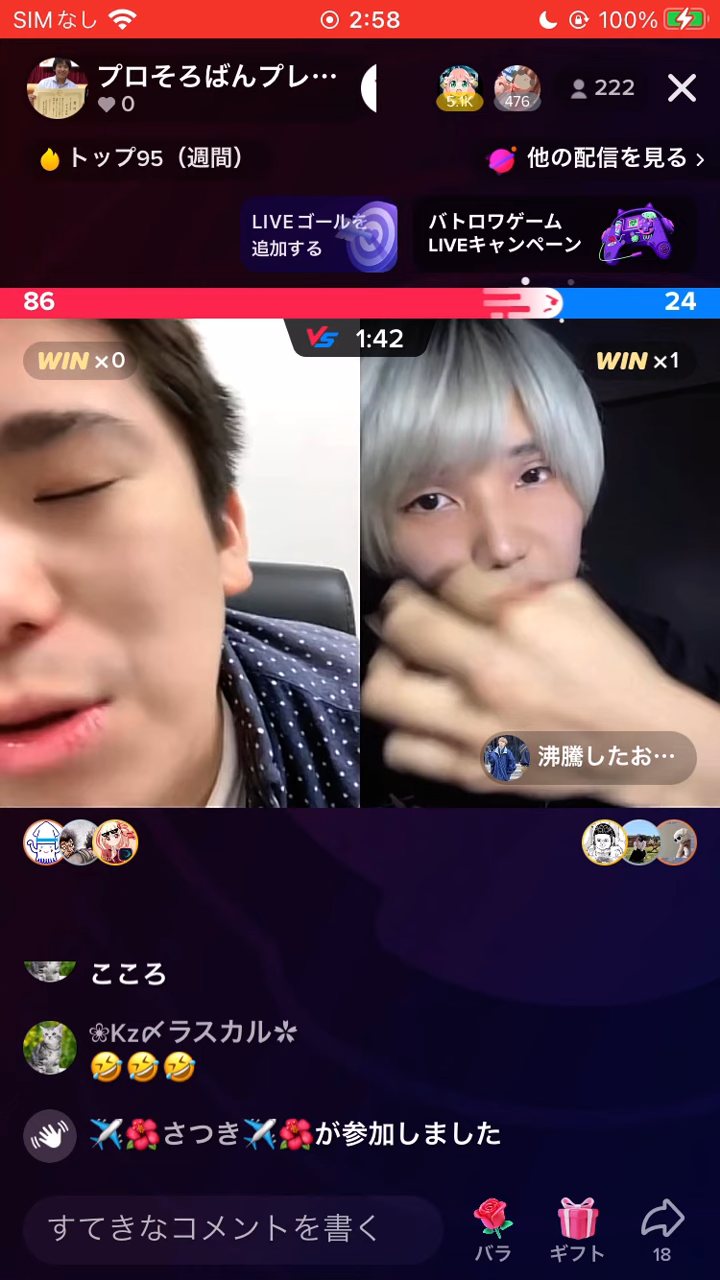 SIMなし 2:58 100%
プロそろばんプレ…
0
5.1K 476 222
トップ95（週間） 他の配信を見る ›
LIVEゴールを
追加する
バトロワゲーム
LIVEキャンペーン
86 24
WIN ×0 VS 1:42 WIN ×1
沸騰したお…
こころ
❀Kz〆ラスカル✲
🤣🤣🤣
✈️🌺さつき✈️🌺が参加しました
すてきなコメントを書く
バラ ギフト 18